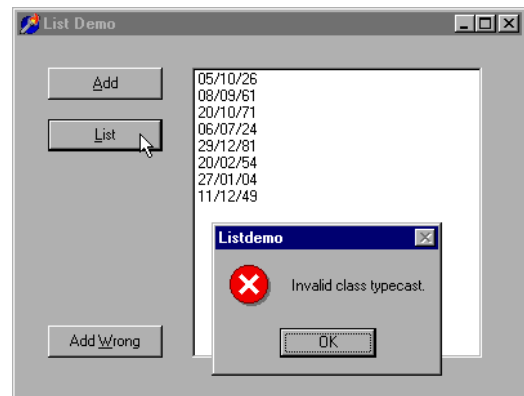 List Demo
Add
List
05/10/26
08/09/61
20/10/71
06/07/24
29/12/81
20/02/54
27/01/04
11/12/49
Listdemo
Invalid class typecast.
OK
Add Wrong